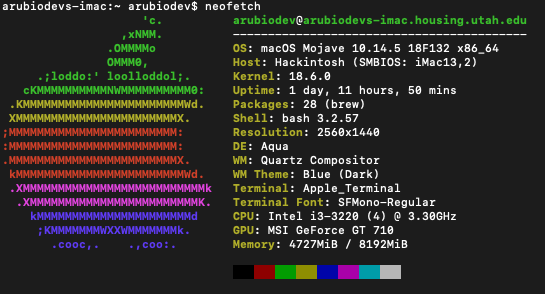 arubiodevs-imac:~ arubiodev$ neofetch
'c.
,xNMM.
.OMMMMo
OMMM0,
.;loddo:' loolloddol;.
cKMMMMMMMMMMNWMMMMMMMMMM0:
.KMMMMMMMMMMMMMMMMMMMMMMMWd.
XMMMMMMMMMMMMMMMMMMMMMMMX.
;MMMMMMMMMMMMMMMMMMMMMMMM:
:MMMMMMMMMMMMMMMMMMMMMMMM:
.MMMMMMMMMMMMMMMMMMMMMMMMX.
kMMMMMMMMMMMMMMMMMMMMMMMMWd.
.XMMMMMMMMMMMMMMMMMMMMMMMMMMk
.XMMMMMMMMMMMMMMMMMMMMMMMMK.
kMMMMMMMMMMMMMMMMMMMMMMd
;KMMMMMMMWXXWMMMMMMMk.
.cooc,. .,coo:.
arubiodev@arubiodevs-imac.housing.utah.edu
------------------------------------------
OS: macOS Mojave 10.14.5 18F132 x86_64
Host: Hackintosh (SMBIOS: iMac13,2)
Kernel: 18.6.0
Uptime: 1 day, 11 hours, 50 mins
Packages: 28 (brew)
Shell: bash 3.2.57
Resolution: 2560x1440
DE: Aqua
WM: Quartz Compositor
WM Theme: Blue (Dark)
Terminal: Apple_Terminal
Terminal Font: SFMono-Regular
CPU: Intel i3-3220 (4) @ 3.30GHz
GPU: MSI GeForce GT 710
Memory: 4727MiB / 8192MiB